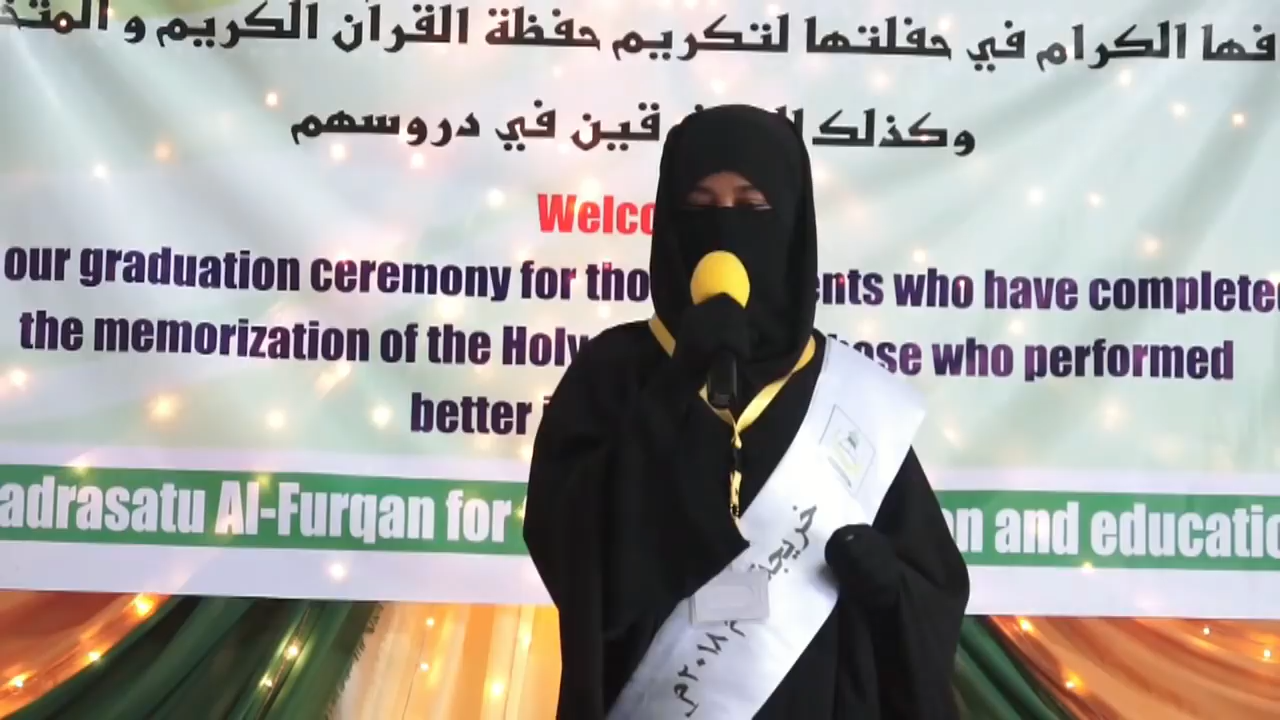 فها الكرام في حفلتها لتكريم حفظة القرآن الكريم و
وكذلك قين في دروسهم
Welco
our graduation ceremony for tho ents who have complete
the memorization of the Holy ose who performed
better
adrasatu Al-Furqan for n and educatio
خريجة
٢٠١٨م